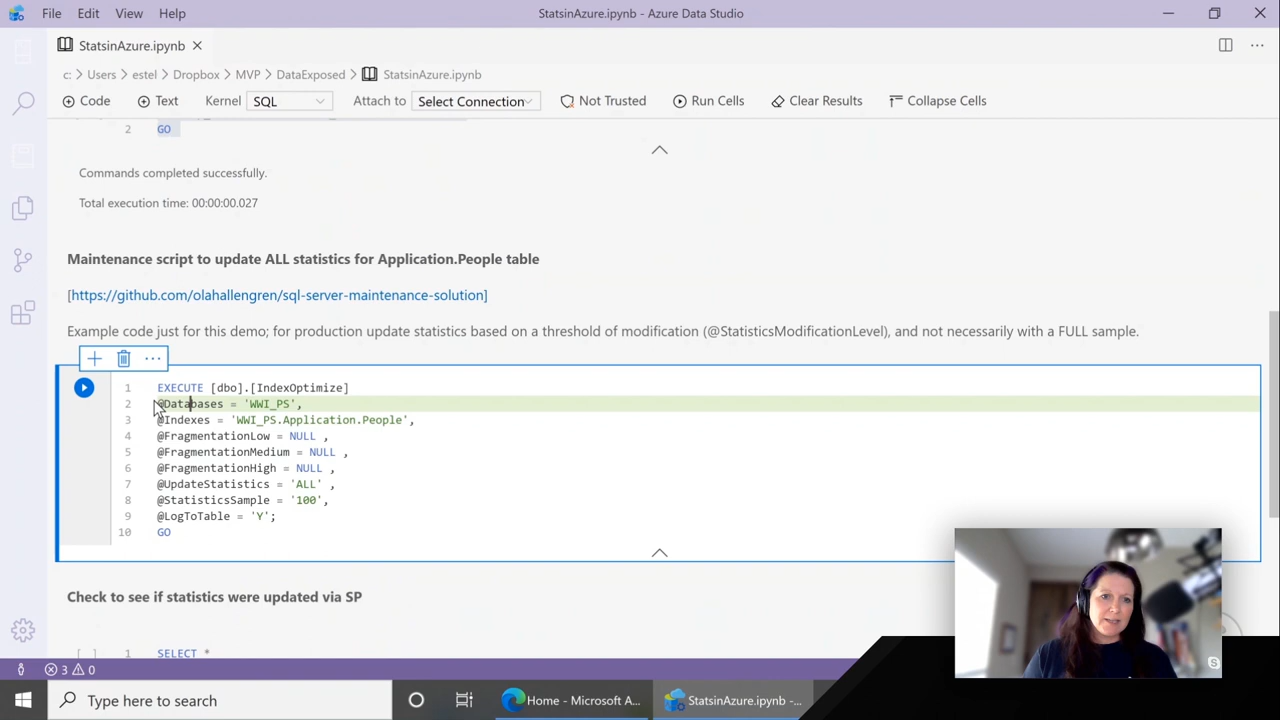 File Edit View Help StatsinAzure.ipynb - Azure Data Studio
StatsinAzure.ipynb
c: > Users > estel > Dropbox > MVP > DataExposed > StatsinAzure.ipynb
Code Text Kernel SQL Attach to Select Connection Not Trusted Run Cells Clear Results Collapse Cells
2 GO
Commands completed successfully.
Total execution time: 00:00:00.027
Maintenance script to update ALL statistics for Application.People table
[https://github.com/olahallengren/sql-server-maintenance-solution]
Example code just for this demo; for production update statistics based on a threshold of modification (@StatisticsModificationLevel), and not necessarily with a FULL sample.
1 EXECUTE [dbo].[IndexOptimize]
2 @Databases = 'WWI_PS',
3 @Indexes = 'WWI_PS.Application.People',
4 @FragmentationLow = NULL ,
5 @FragmentationMedium = NULL ,
6 @FragmentationHigh = NULL ,
7 @UpdateStatistics = 'ALL' ,
8 @StatisticsSample = '100',
9 @LogToTable = 'Y';
10 GO
Check to see if statistics were updated via SP
[ ] 1 SELECT *
3 0
Type here to search Home - Microsoft A... StatsinAzure.ipynb -...